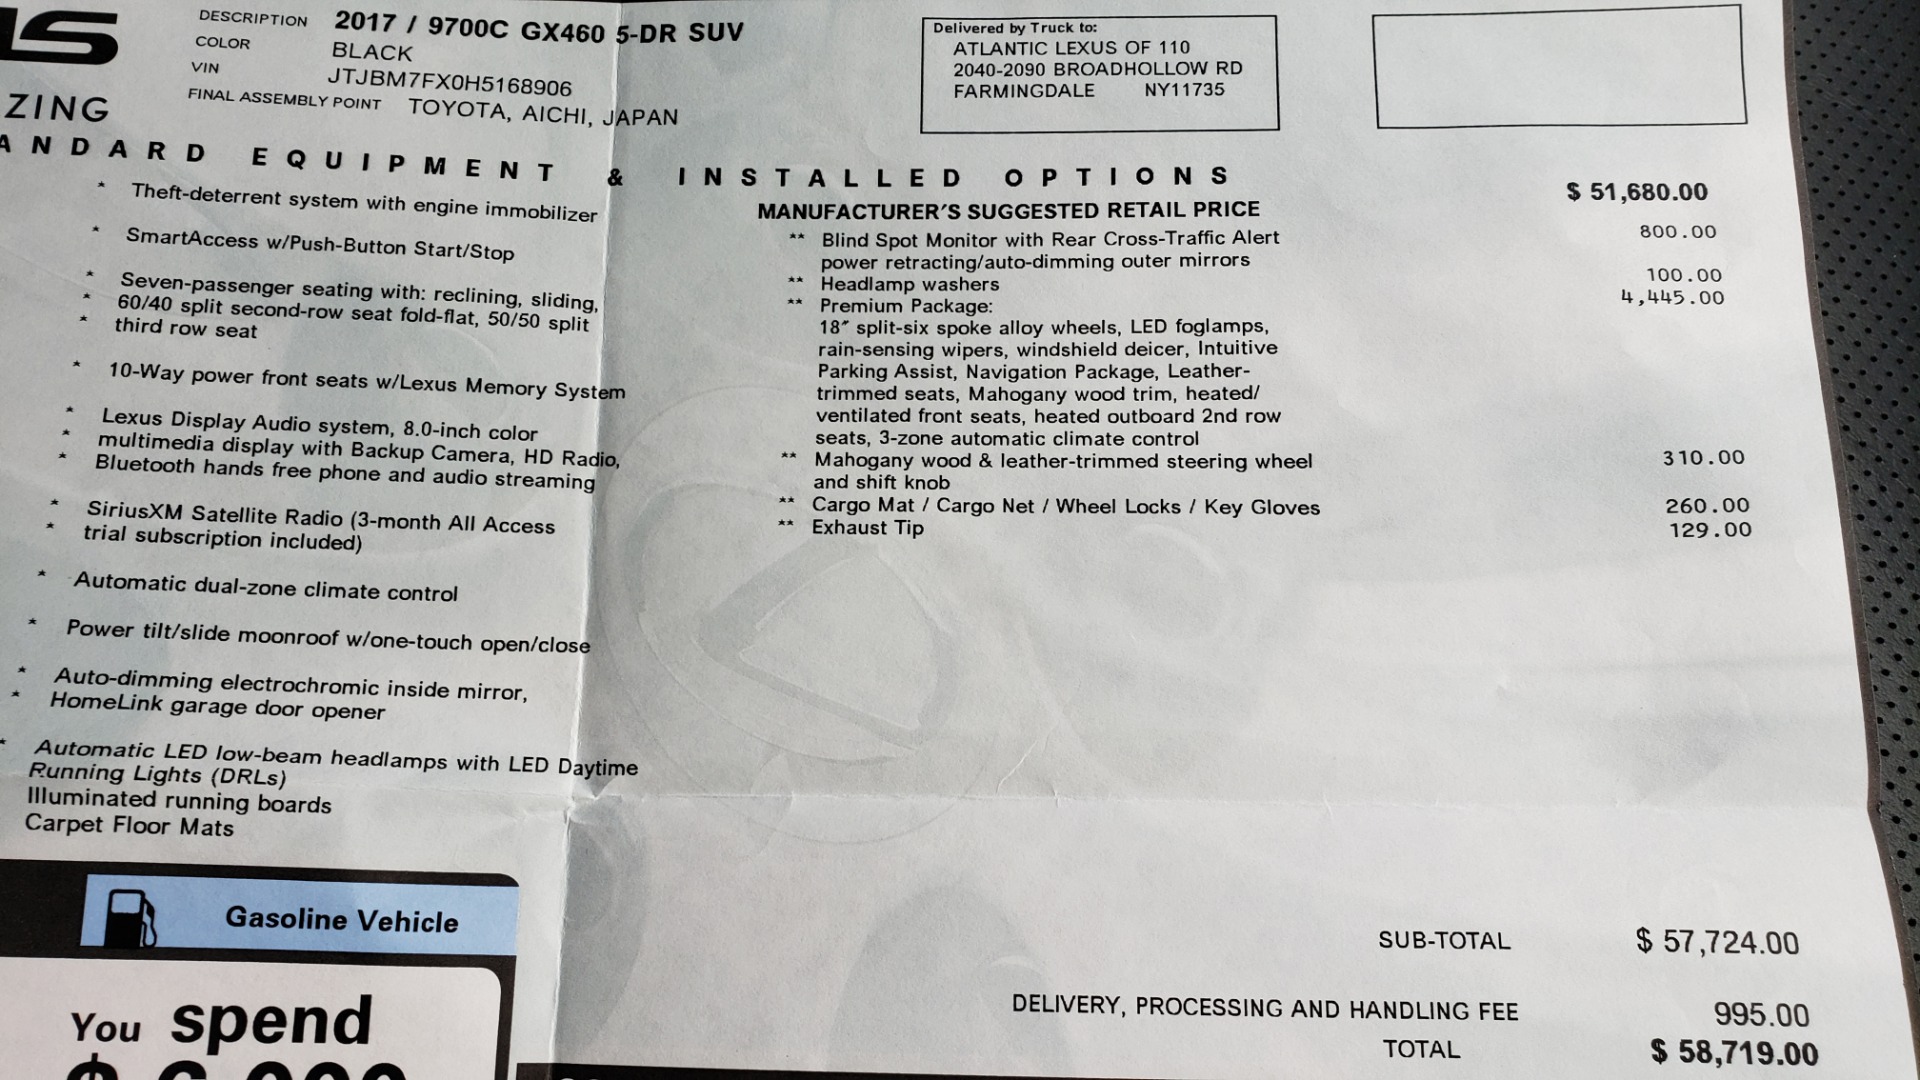 DESCRIPTION 2017 / 9700C GX460 5-DR SUV
COLOR BLACK
VIN JTJBM7FX0H5168906
FINAL ASSEMBLY POINT TOYOTA, AICHI, JAPAN
Delivered by Truck to:
ATLANTIC LEXUS OF 110
2040-2090 BROADHOLLOW RD
FARMINGDALE NY11735
ZING
ANDARD EQUIPMENT & INSTALLED OPTIONS
* Theft-deterrent system with engine immobilizer
* SmartAccess w/Push-Button Start/Stop
* Seven-passenger seating with: reclining, sliding,
* 60/40 split second-row seat fold-flat, 50/50 split
* third row seat
* 10-Way power front seats w/Lexus Memory System
* Lexus Display Audio system, 8.0-inch color
* multimedia display with Backup Camera, HD Radio,
* Bluetooth hands free phone and audio streaming
* SiriusXM Satellite Radio (3-month All Access
* trial subscription included)
* Automatic dual-zone climate control
* Power tilt/slide moonroof w/one-touch open/close
* Auto-dimming electrochromic inside mirror,
* HomeLink garage door opener
* Automatic LED low-beam headlamps with LED Daytime
Running Lights (DRLs)
Illuminated running boards
Carpet Floor Mats
MANUFACTURER'S SUGGESTED RETAIL PRICE $ 51,680.00
** Blind Spot Monitor with Rear Cross-Traffic Alert 800.00
power retracting/auto-dimming outer mirrors
** Headlamp washers 100.00
** Premium Package: 4,445.00
18" split-six spoke alloy wheels, LED foglamps,
rain-sensing wipers, windshield deicer, Intuitive
Parking Assist, Navigation Package, Leather-
trimmed seats, Mahogany wood trim, heated/
ventilated front seats, heated outboard 2nd row
seats, 3-zone automatic climate control
** Mahogany wood & leather-trimmed steering wheel 310.00
and shift knob
** Cargo Mat / Cargo Net / Wheel Locks / Key Gloves 260.00
** Exhaust Tip 129.00
SUB-TOTAL $ 57,724.00
DELIVERY, PROCESSING AND HANDLING FEE 995.00
TOTAL $ 58,719.00
Gasoline Vehicle
You spend